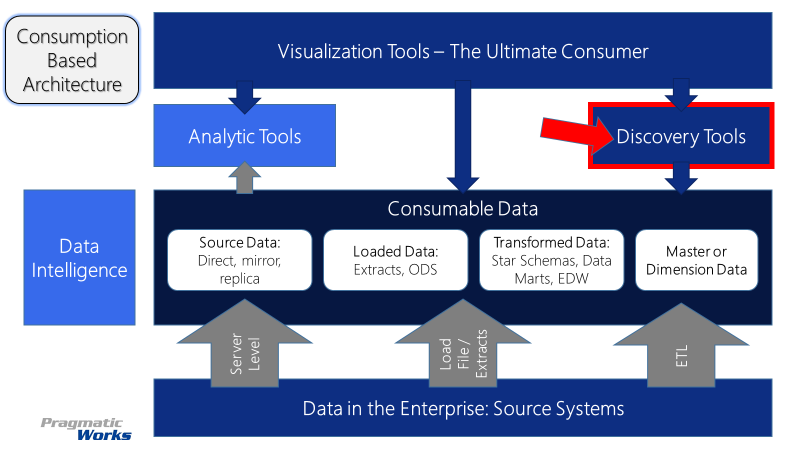 Consumption
Based
Architecture
Visualization Tools – The Ultimate Consumer
Analytic Tools
Discovery Tools
Data
Intelligence
Consumable Data
Source Data:
Direct, mirror,
replica
Loaded Data:
Extracts, ODS
Transformed Data:
Star Schemas, Data
Marts, EDW
Master or
Dimension Data
Server
Level
Load
File/
Extracts
ETL
Data in the Enterprise: Source Systems
Pragmatic
Works